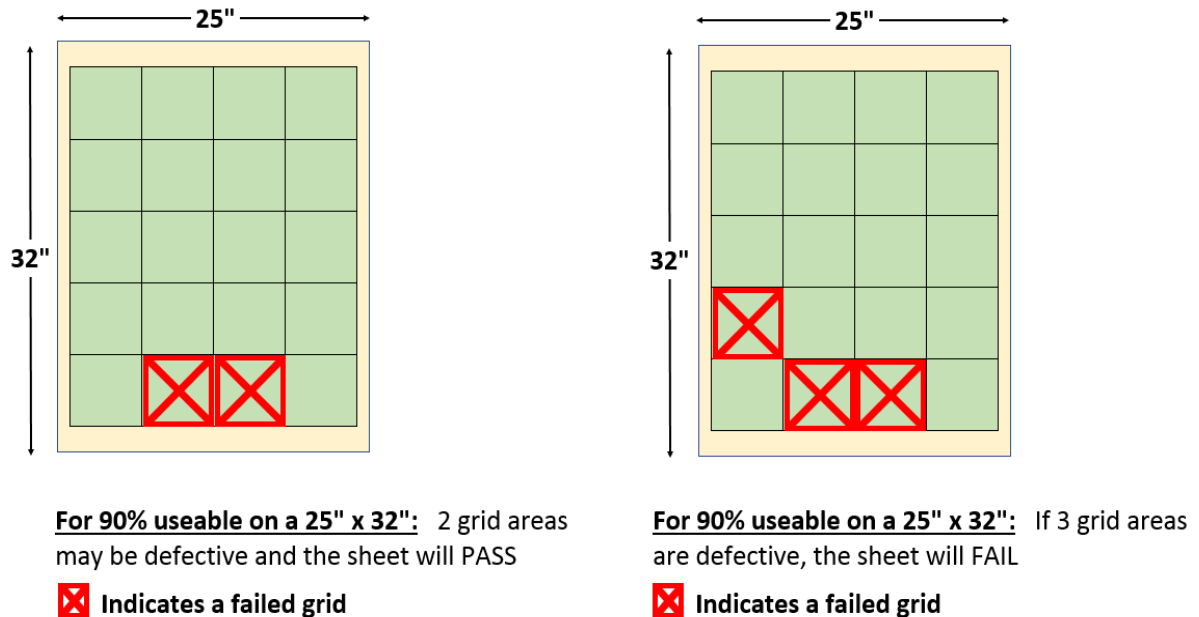 25"
25"
32"
32"
For 90% useable on a 25" x 32": 2 grid areas
may be defective and the sheet will PASS
Indicates a failed grid
For 90% useable on a 25" x 32": If 3 grid areas
are defective, the sheet will FAIL
Indicates a failed grid